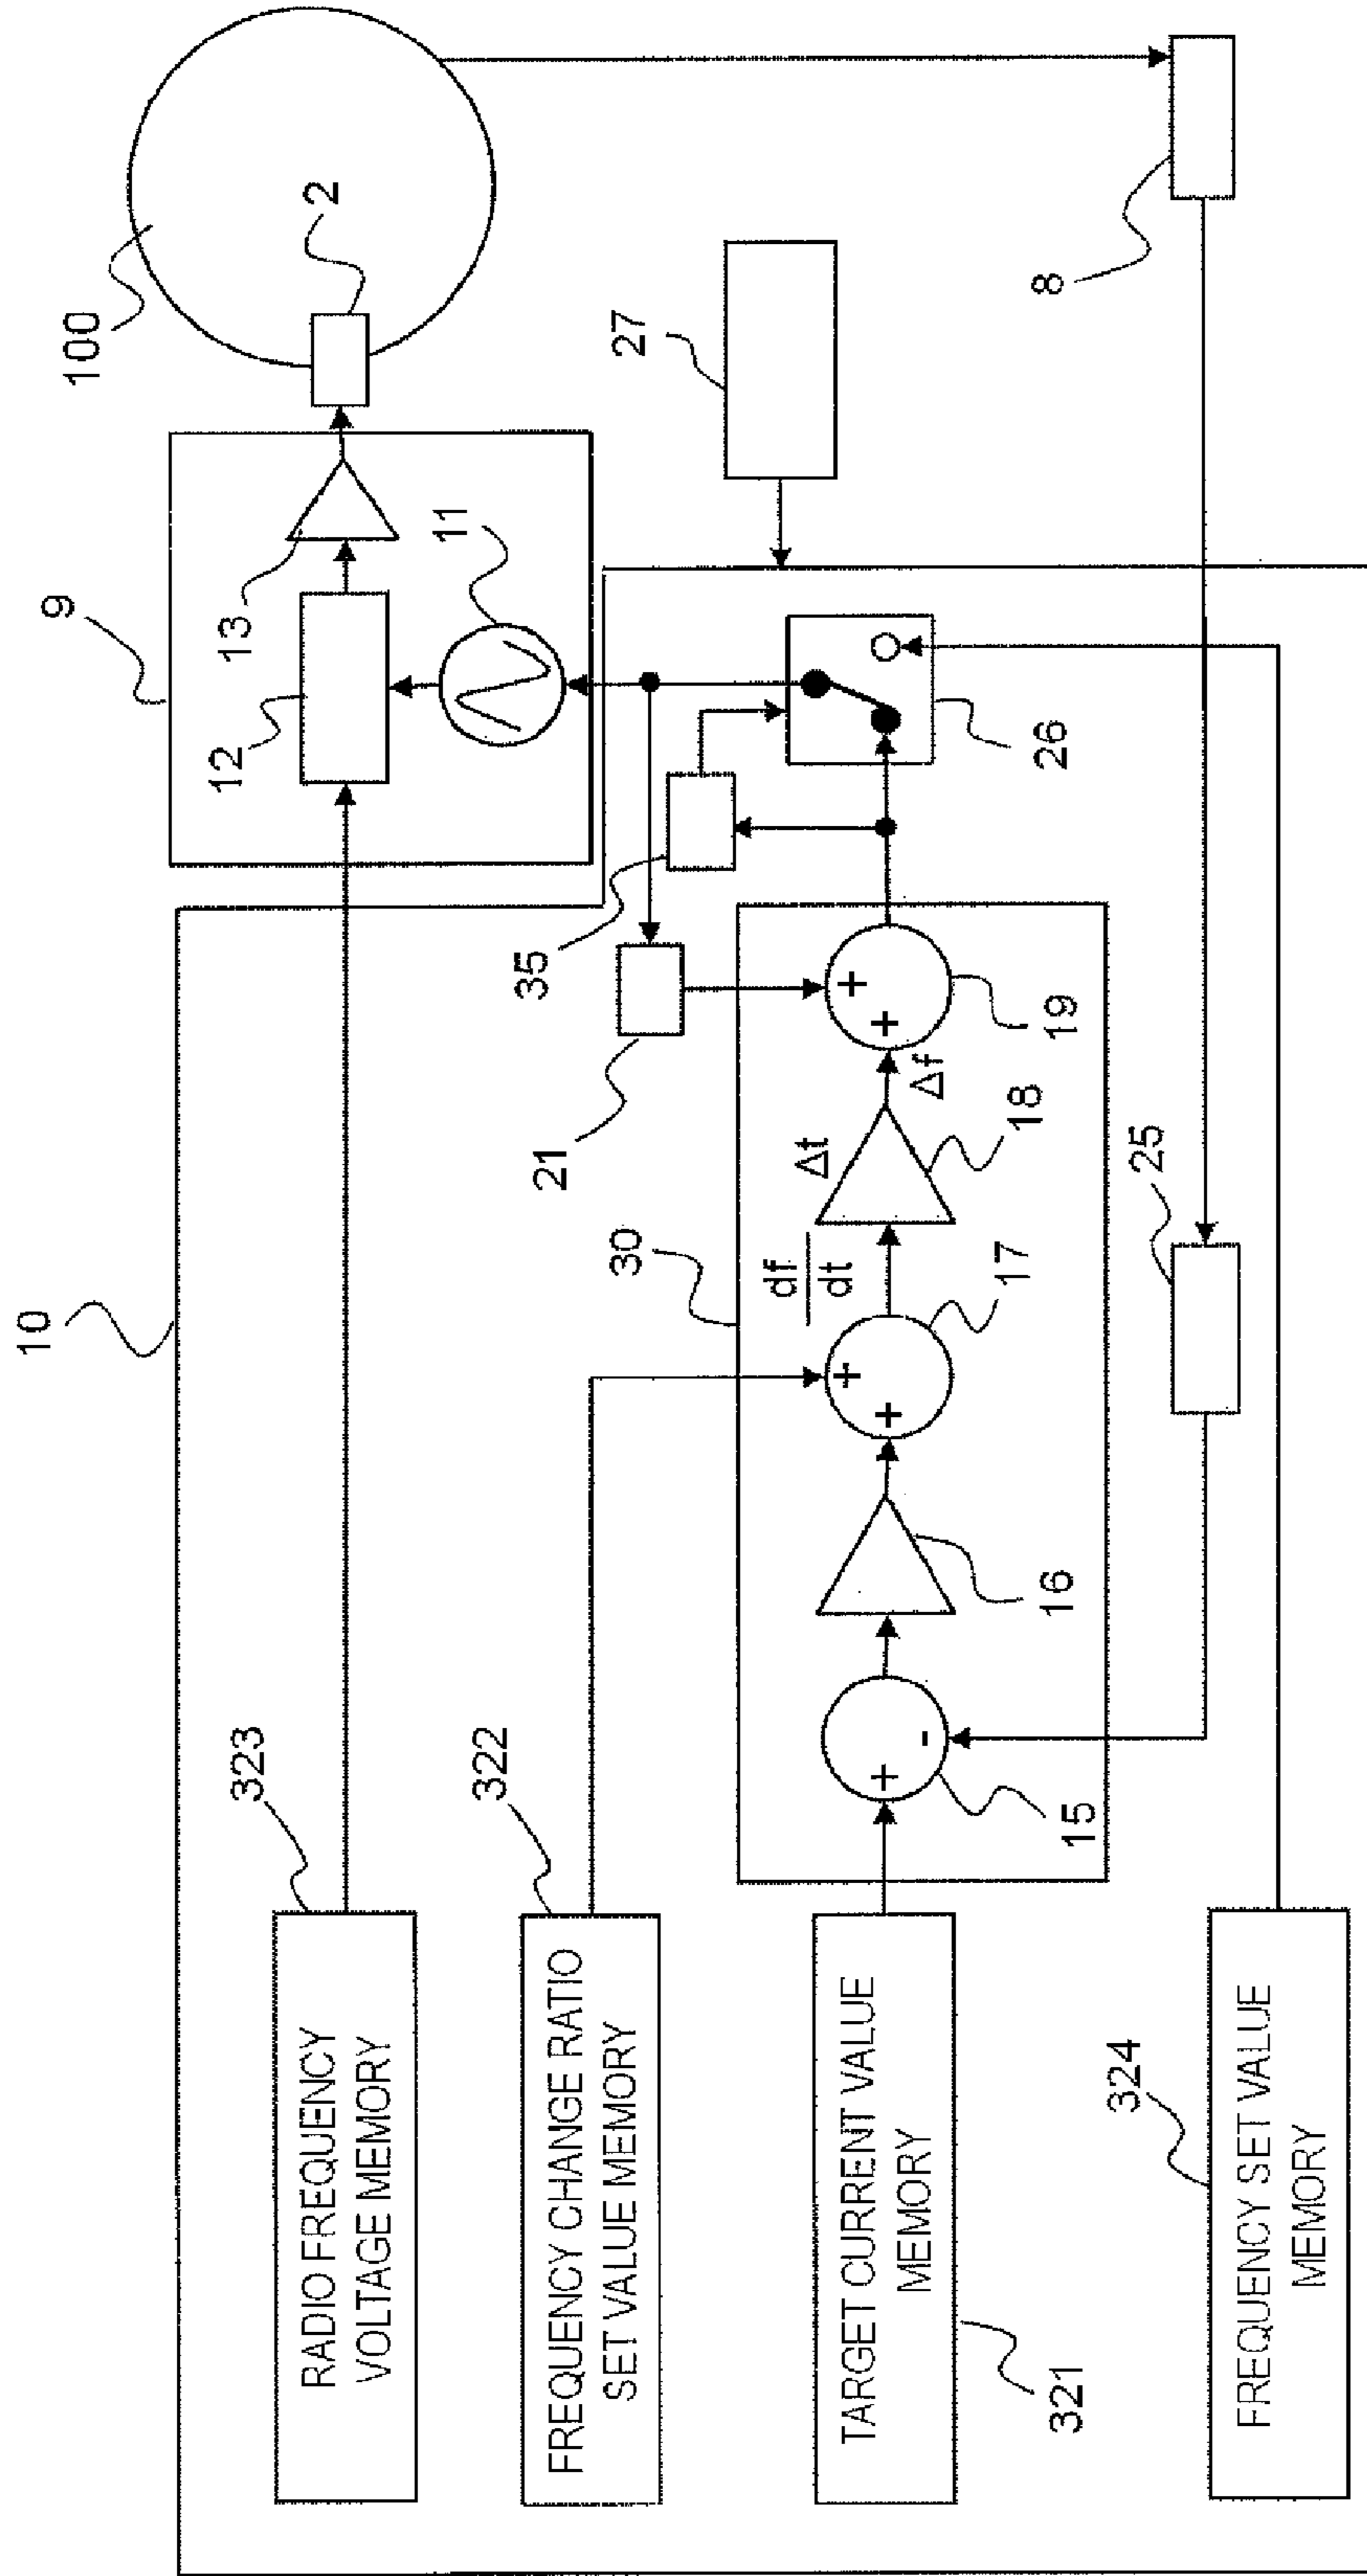 10
9
100
2
13
12
11
27
8
323
RADIO FREQUENCY
VOLTAGE MEMORY
322
FREQUENCY CHANGE RATIO
SET VALUE MEMORY
21
35
26
30
df
dt
Δt
Δf
+
+
+
+
+
-
15
16
17
18
19
25
TARGET CURRENT VALUE
MEMORY
321
324
FREQUENCY SET VALUE
MEMORY